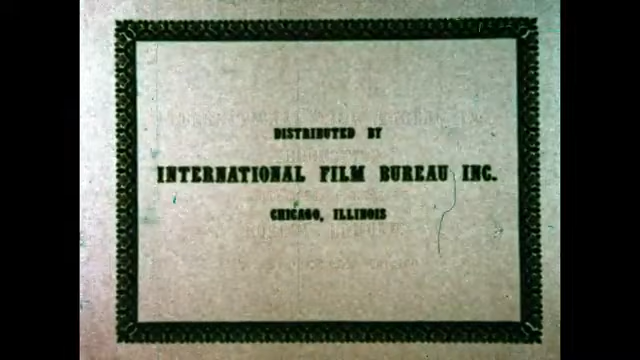 DISTRIBUTED BY
INTERNATIONAL FILM BUREAU INC.
CHICAGO, ILLINOIS